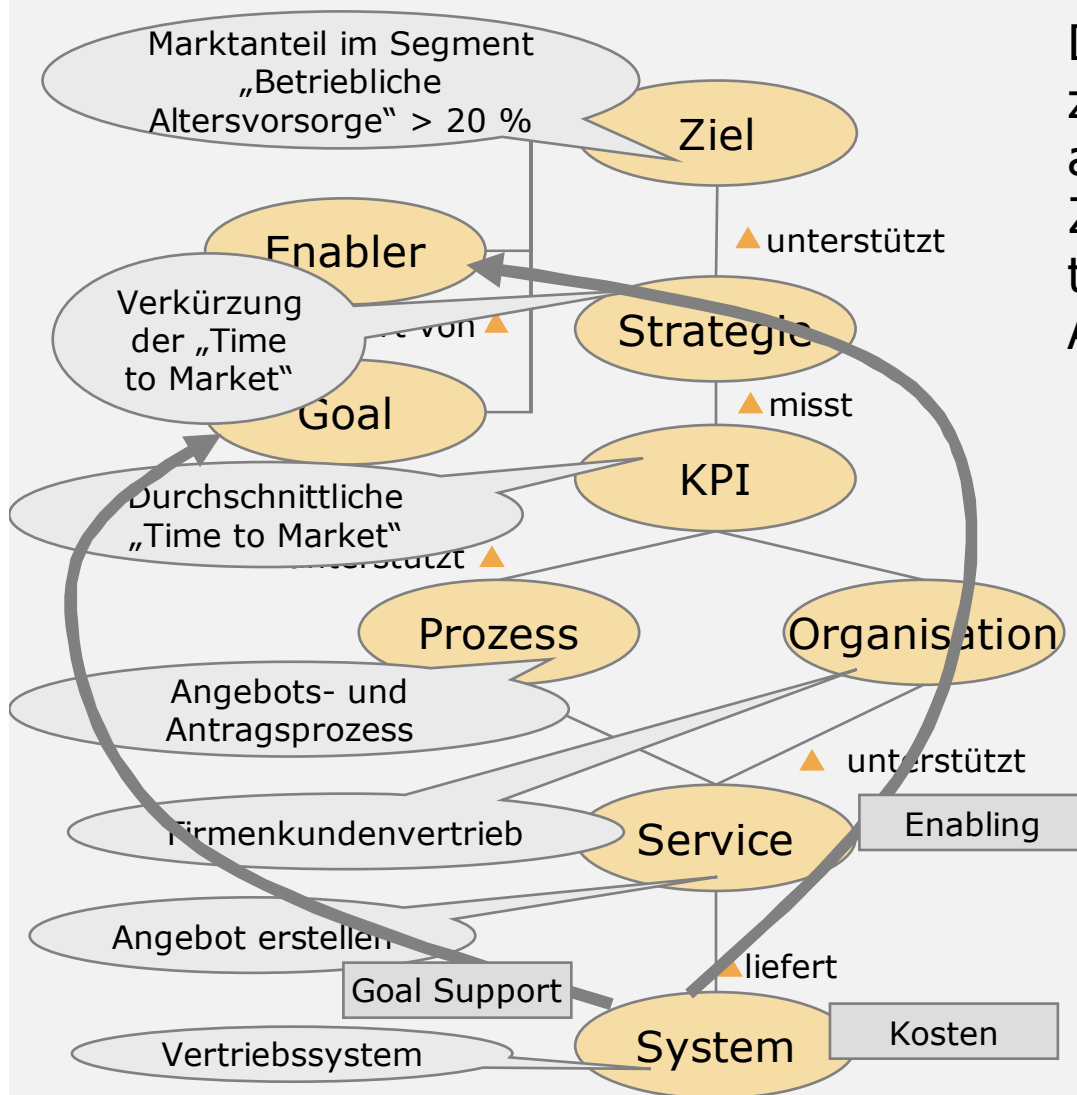 Marktanteil im Segment
„Betriebliche
Altersvorsorge“ > 20 %
Ziel
Enabler
unterstützt
Verkürzung
der „Time
to Market“
von
Strategie
Goal
misst
KPI
Durchschnittliche
„Time to Market“
unterstützt
Prozess
Organisation
Angebots- und
Antragsprozess
unterstützt
Firmenkundenvertrieb
Service
Enabling
Angebot erstellen
liefert
Goal Support
System
Kosten
Vertriebssystem